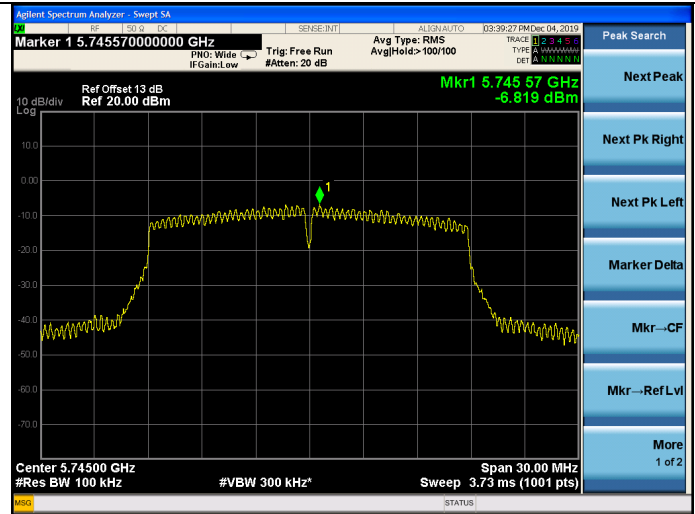 Agilent Spectrum Analyzer - Swept SA
LXI RF 50 Ω DC SENSE:INT ALIGN AUTO 03:39:27 PM Dec 04, 2019
Marker 1 5.745570000000 GHz
PNO: Wide
IFGain:Low
Trig: Free Run
#Atten: 20 dB
Avg Type: RMS
Avg|Hold:>100/100
TRACE 1 2 3 4 5 6
TYPE A WWWWW
DET A N N N N N
Peak Search
Next Peak
Next Pk Right
Next Pk Left
Marker Delta
Mkr→CF
Mkr→RefLvl
More
1 of 2
Ref Offset 13 dB
10 dB/div Ref 20.00 dBm
Log
Mkr1 5.745 57 GHz
-6.819 dBm
10.0
0.00
-10.0
-20.0
-30.0
-40.0
-50.0
-60.0
-70.0
1
Center 5.74500 GHz Span 30.00 MHz
#Res BW 100 kHz #VBW 300 kHz* Sweep 3.73 ms (1001 pts)
MSG STATUS